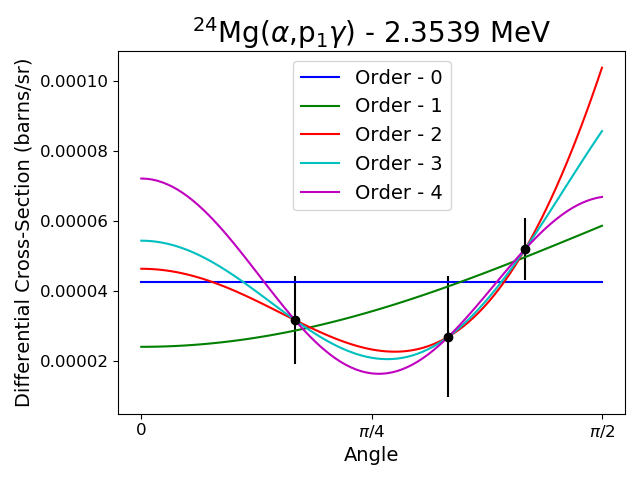 ²⁴Mg(α,p₁γ) - 2.3539 MeV
Differential Cross-Section (barns/sr)
0.00010
0.00008
0.00006
0.00004
0.00002
Order - 0
Order - 1
Order - 2
Order - 3
Order - 4
0
π/4
π/2
Angle